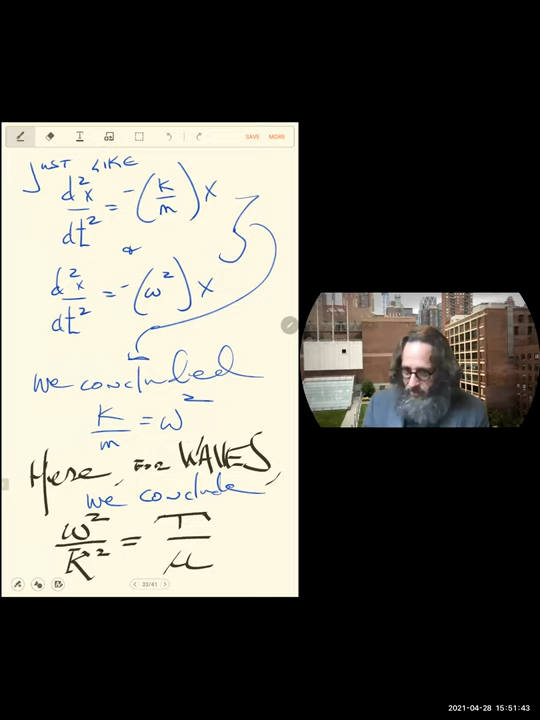 SAVE MORE
JUST LIKE
d²x/dt² = -(k/m) x
&
d²x/dt² = -(ω²) x
we concluded
k/m = ω²
Here, FOR WAVES,
we conclude
ω²/k² = T/μ
33/41
2021-04-28 15:51:43